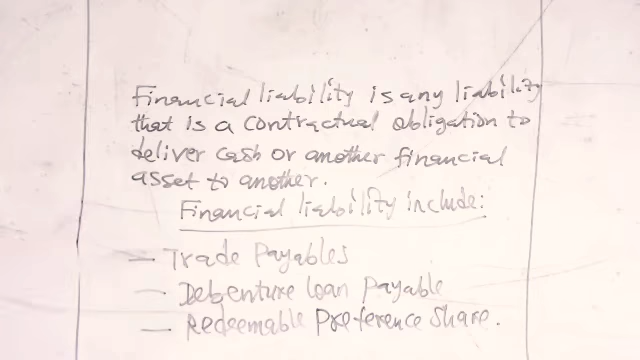 Financial liability is any liability
that is a contractual obligation to
deliver cash or another financial
asset to another.
Financial liability include:
- Trade Payables
- Debenture loan payable
- Redeemable Preference Share.